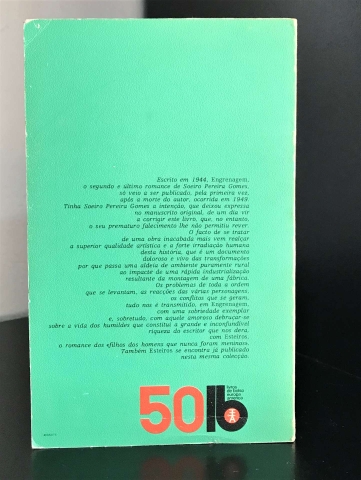 Escrito em 1944, Engrenagem,
o segundo e último romance de Soeiro Pereira Gomes,
só veio a ser publicado, pela primeira vez,
após a morte do autor, ocorrida em 1949.
Tinha Soeiro Pereira Gomes a intenção, que deixou expressa
no manuscrito original, de um dia vir
a corrigir este livro, que, no entanto,
o seu prematuro falecimento lhe não permitiu rever.
O facto de se tratar
de uma obra inacabada mais vem realçar
a superior qualidade artística e a forte irradiação humana
desta história, que é um documento
doloroso e vivo das transformações
por que passa uma aldeia de ambiente puramente rural
ao impacte de uma rápida industrialização
resultante da montagem de uma fábrica.
Os problemas de toda a ordem
que se levantam, as reacções das várias personagens,
os conflitos que se geram,
tudo nos é transmitido, em Engrenagem,
com uma sobriedade exemplar
e, sobretudo, com aquele amoroso debruçar-se
sobre a vida dos humildes que constitui a grande e inconfundível
riqueza do escritor que nos dera,
com Esteiros,
o romance dos «filhos dos homens que nunca foram meninos».
Também Esteiros se encontra já publicado
nesta mesma colecção.
50
livros
de bolso
europa
américa